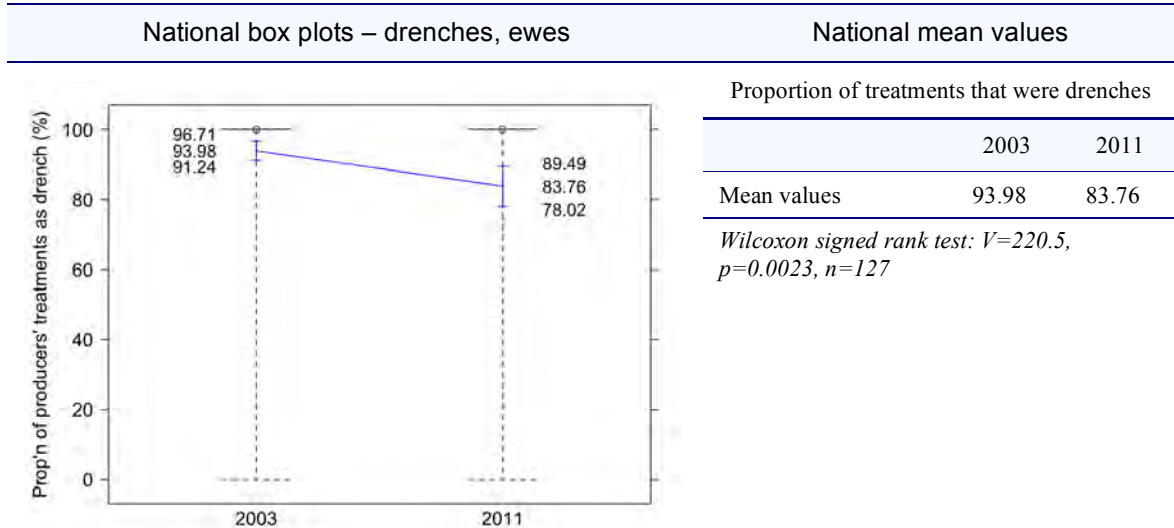 National box plots – drenches, ewes
National mean values
Prop'n of producers' treatments as drench (%)
100
80
60
40
20
0
96.71
93.98
91.24
89.49
83.76
78.02
2003
2011
Proportion of treatments that were drenches
2003 2011
Mean values 93.98 83.76
Wilcoxon signed rank test: V=220.5,
p=0.0023, n=127